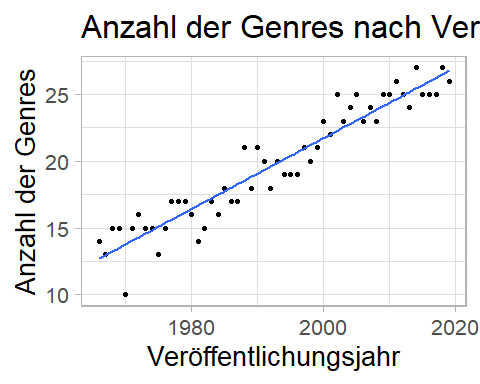 Anzahl der Genres nach Ver
Anzahl der Genres
25
20
15
10
1980
2000
2020
Veröffentlichungsjahr